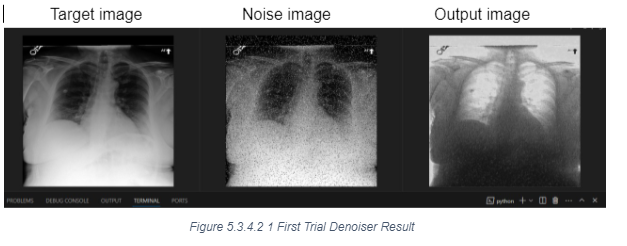 Target image Noise image Output image
PROBLEMS DEBUG CONSOLE OUTPUT TERMINAL PORTS python
Figure 5.3.4.2 1 First Trial Denoiser Result